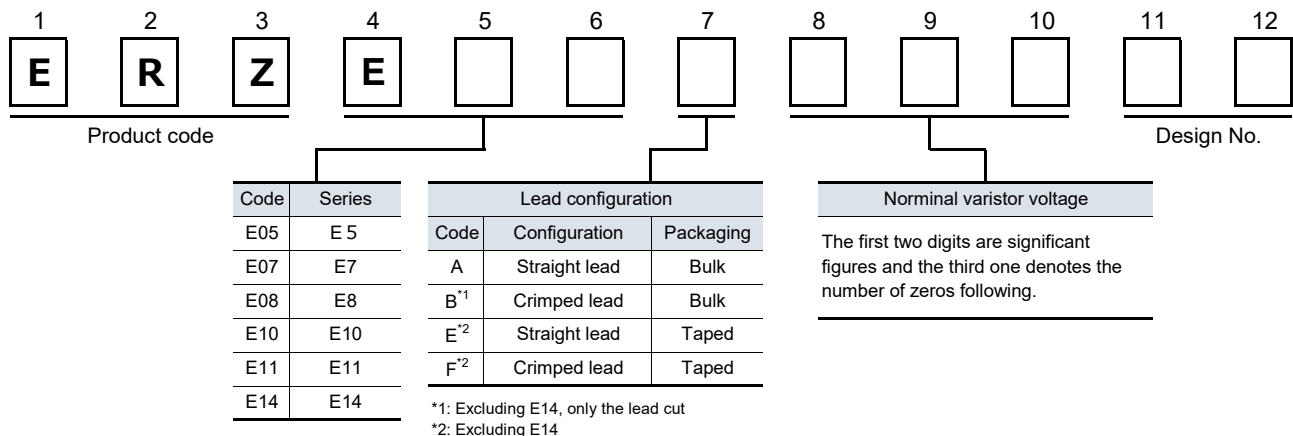 1 2 3 4 5 6 7 8 9 10 11 12
E R Z E
Product code
Design No.
Code Series
E05 E 5
E07 E7
E08 E8
E10 E10
E11 E11
E14 E14
Lead configuration
Code Configuration Packaging
A Straight lead Bulk
B*1 Crimped lead Bulk
E*2 Straight lead Taped
F*2 Crimped lead Taped
*1: Excluding E14, only the lead cut
*2: Excluding E14
Norminal varistor voltage
The first two digits are significant
figures and the third one denotes the
number of zeros following.